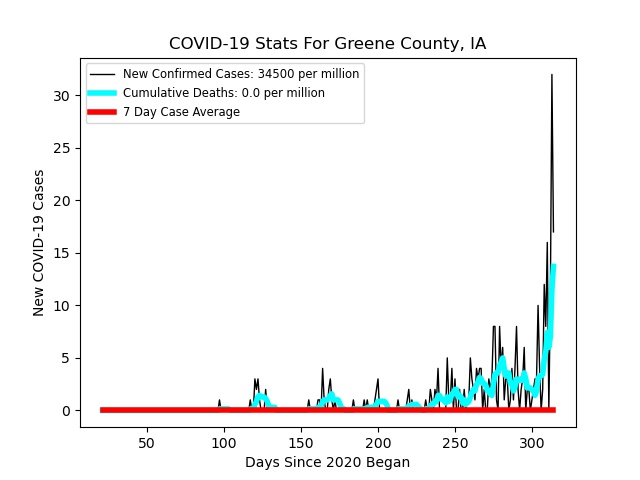 COVID-19 Stats For Greene County, IA
New Confirmed Cases: 34500 per million
Cumulative Deaths: 0.0 per million
7 Day Case Average
New COVID-19 Cases
30
25
20
15
10
5
0
50 100 150 200 250 300
Days Since 2020 Began